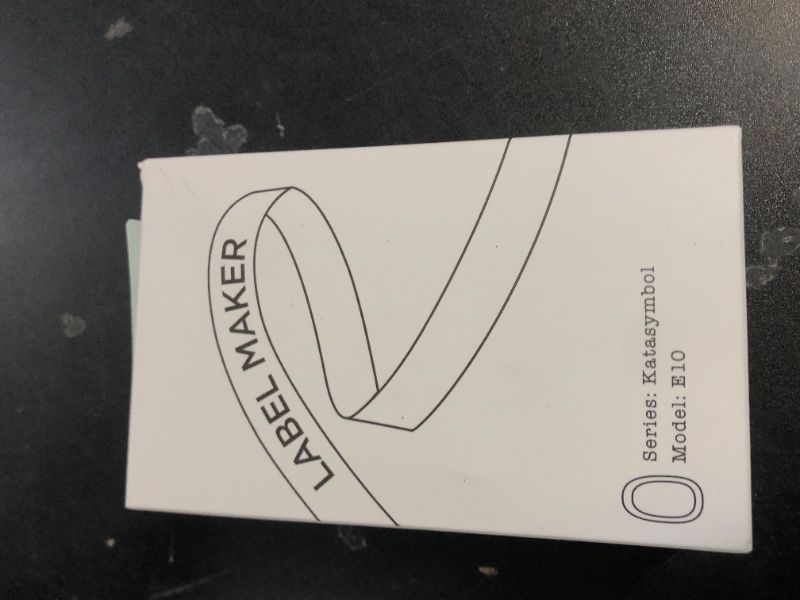 LABEL MAKER
Series: Katasymbol
Model: E10